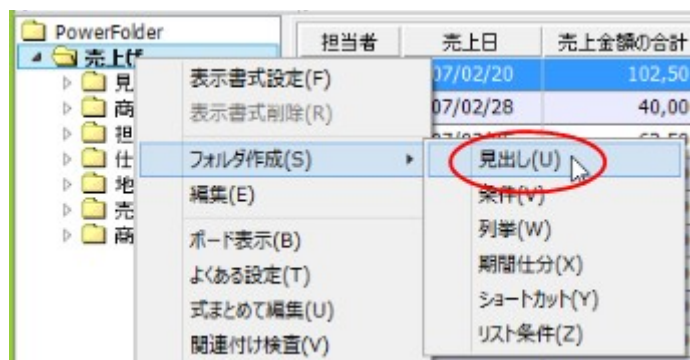 PowerFolder
担当者 売上日 売上金額の合計
売上げ
見
商
担
仕
地
売
商
07/02/20 102,50
07/02/28 40,00
表示書式設定(F)
表示書式削除(R)
フォルダ作成(S)
編集(E)
ボード表示(B)
よくある設定(T)
式まとめて編集(U)
関連付け検査(V)
見出し(U)
条件(V)
列挙(W)
期間仕分(X)
ショートカット(Y)
リスト条件(Z)